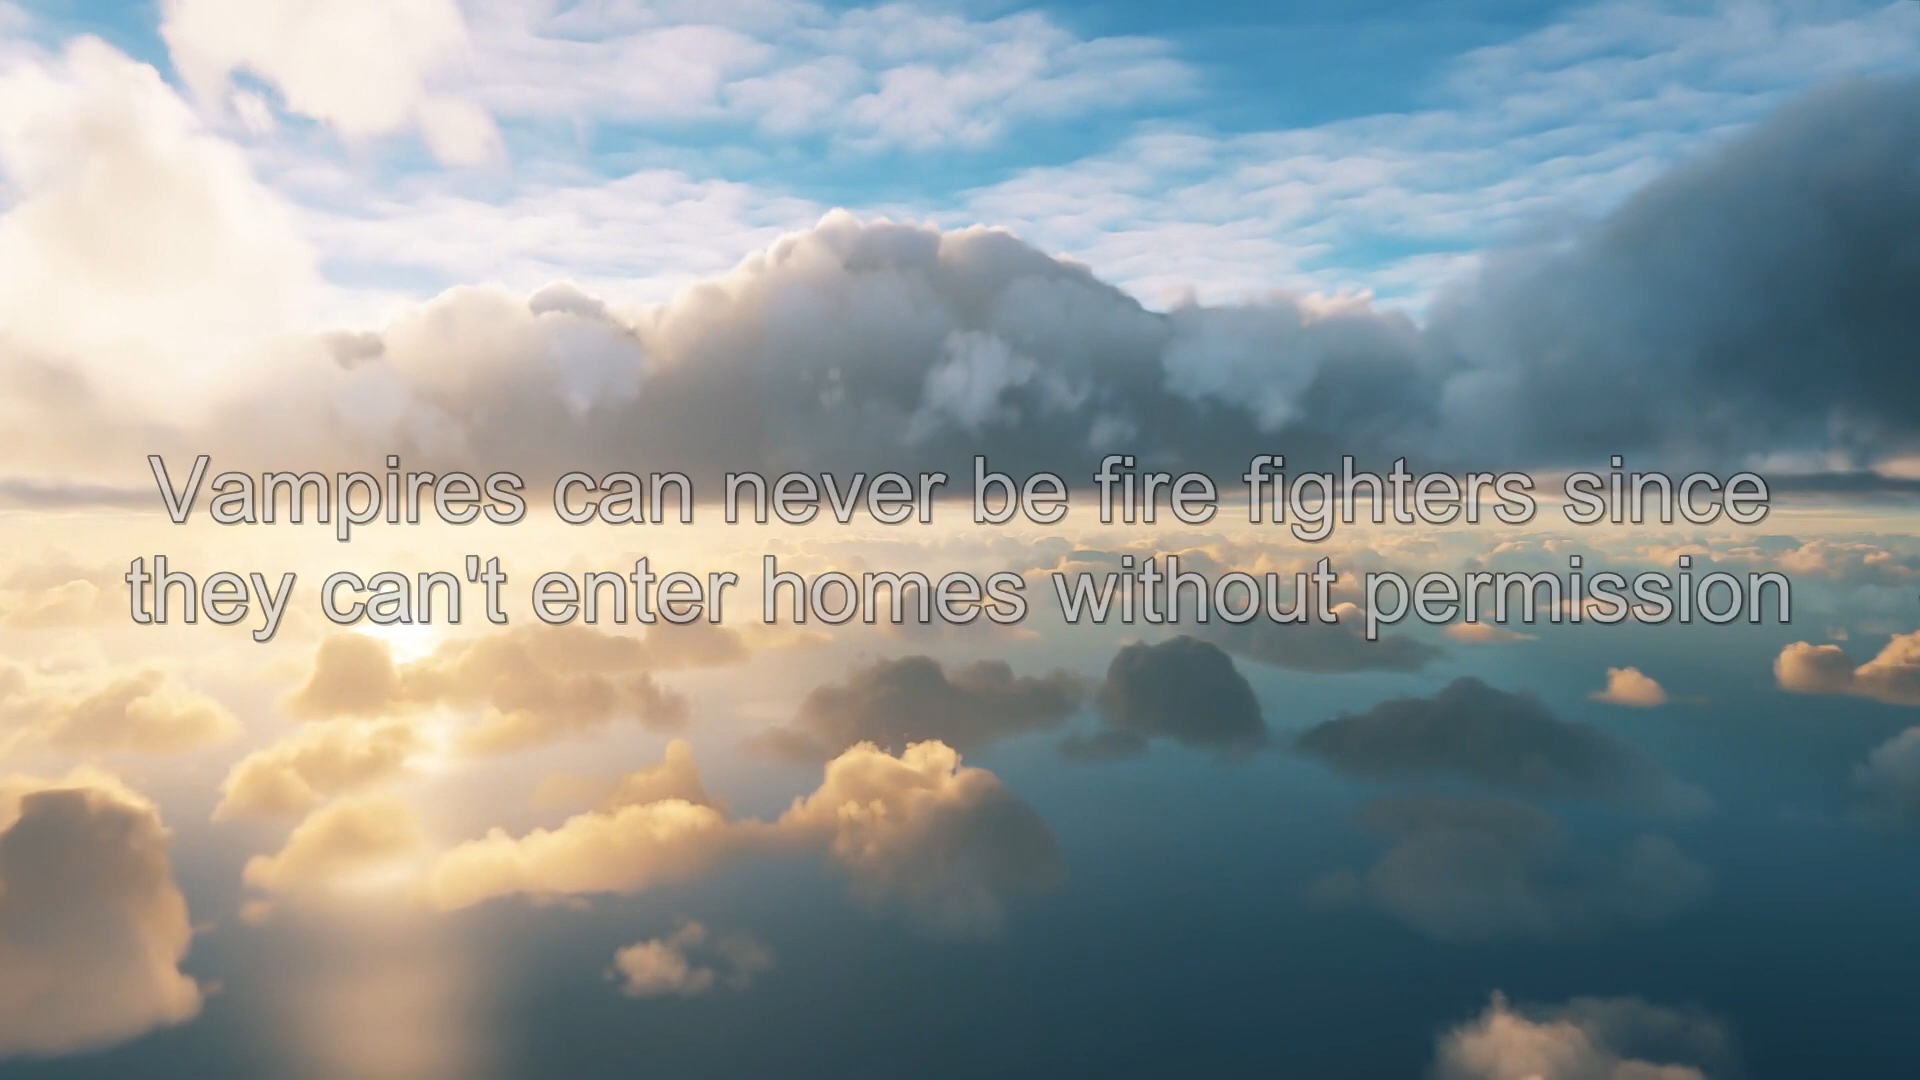 Vampires can never be fire fighters since
they can't enter homes without permission